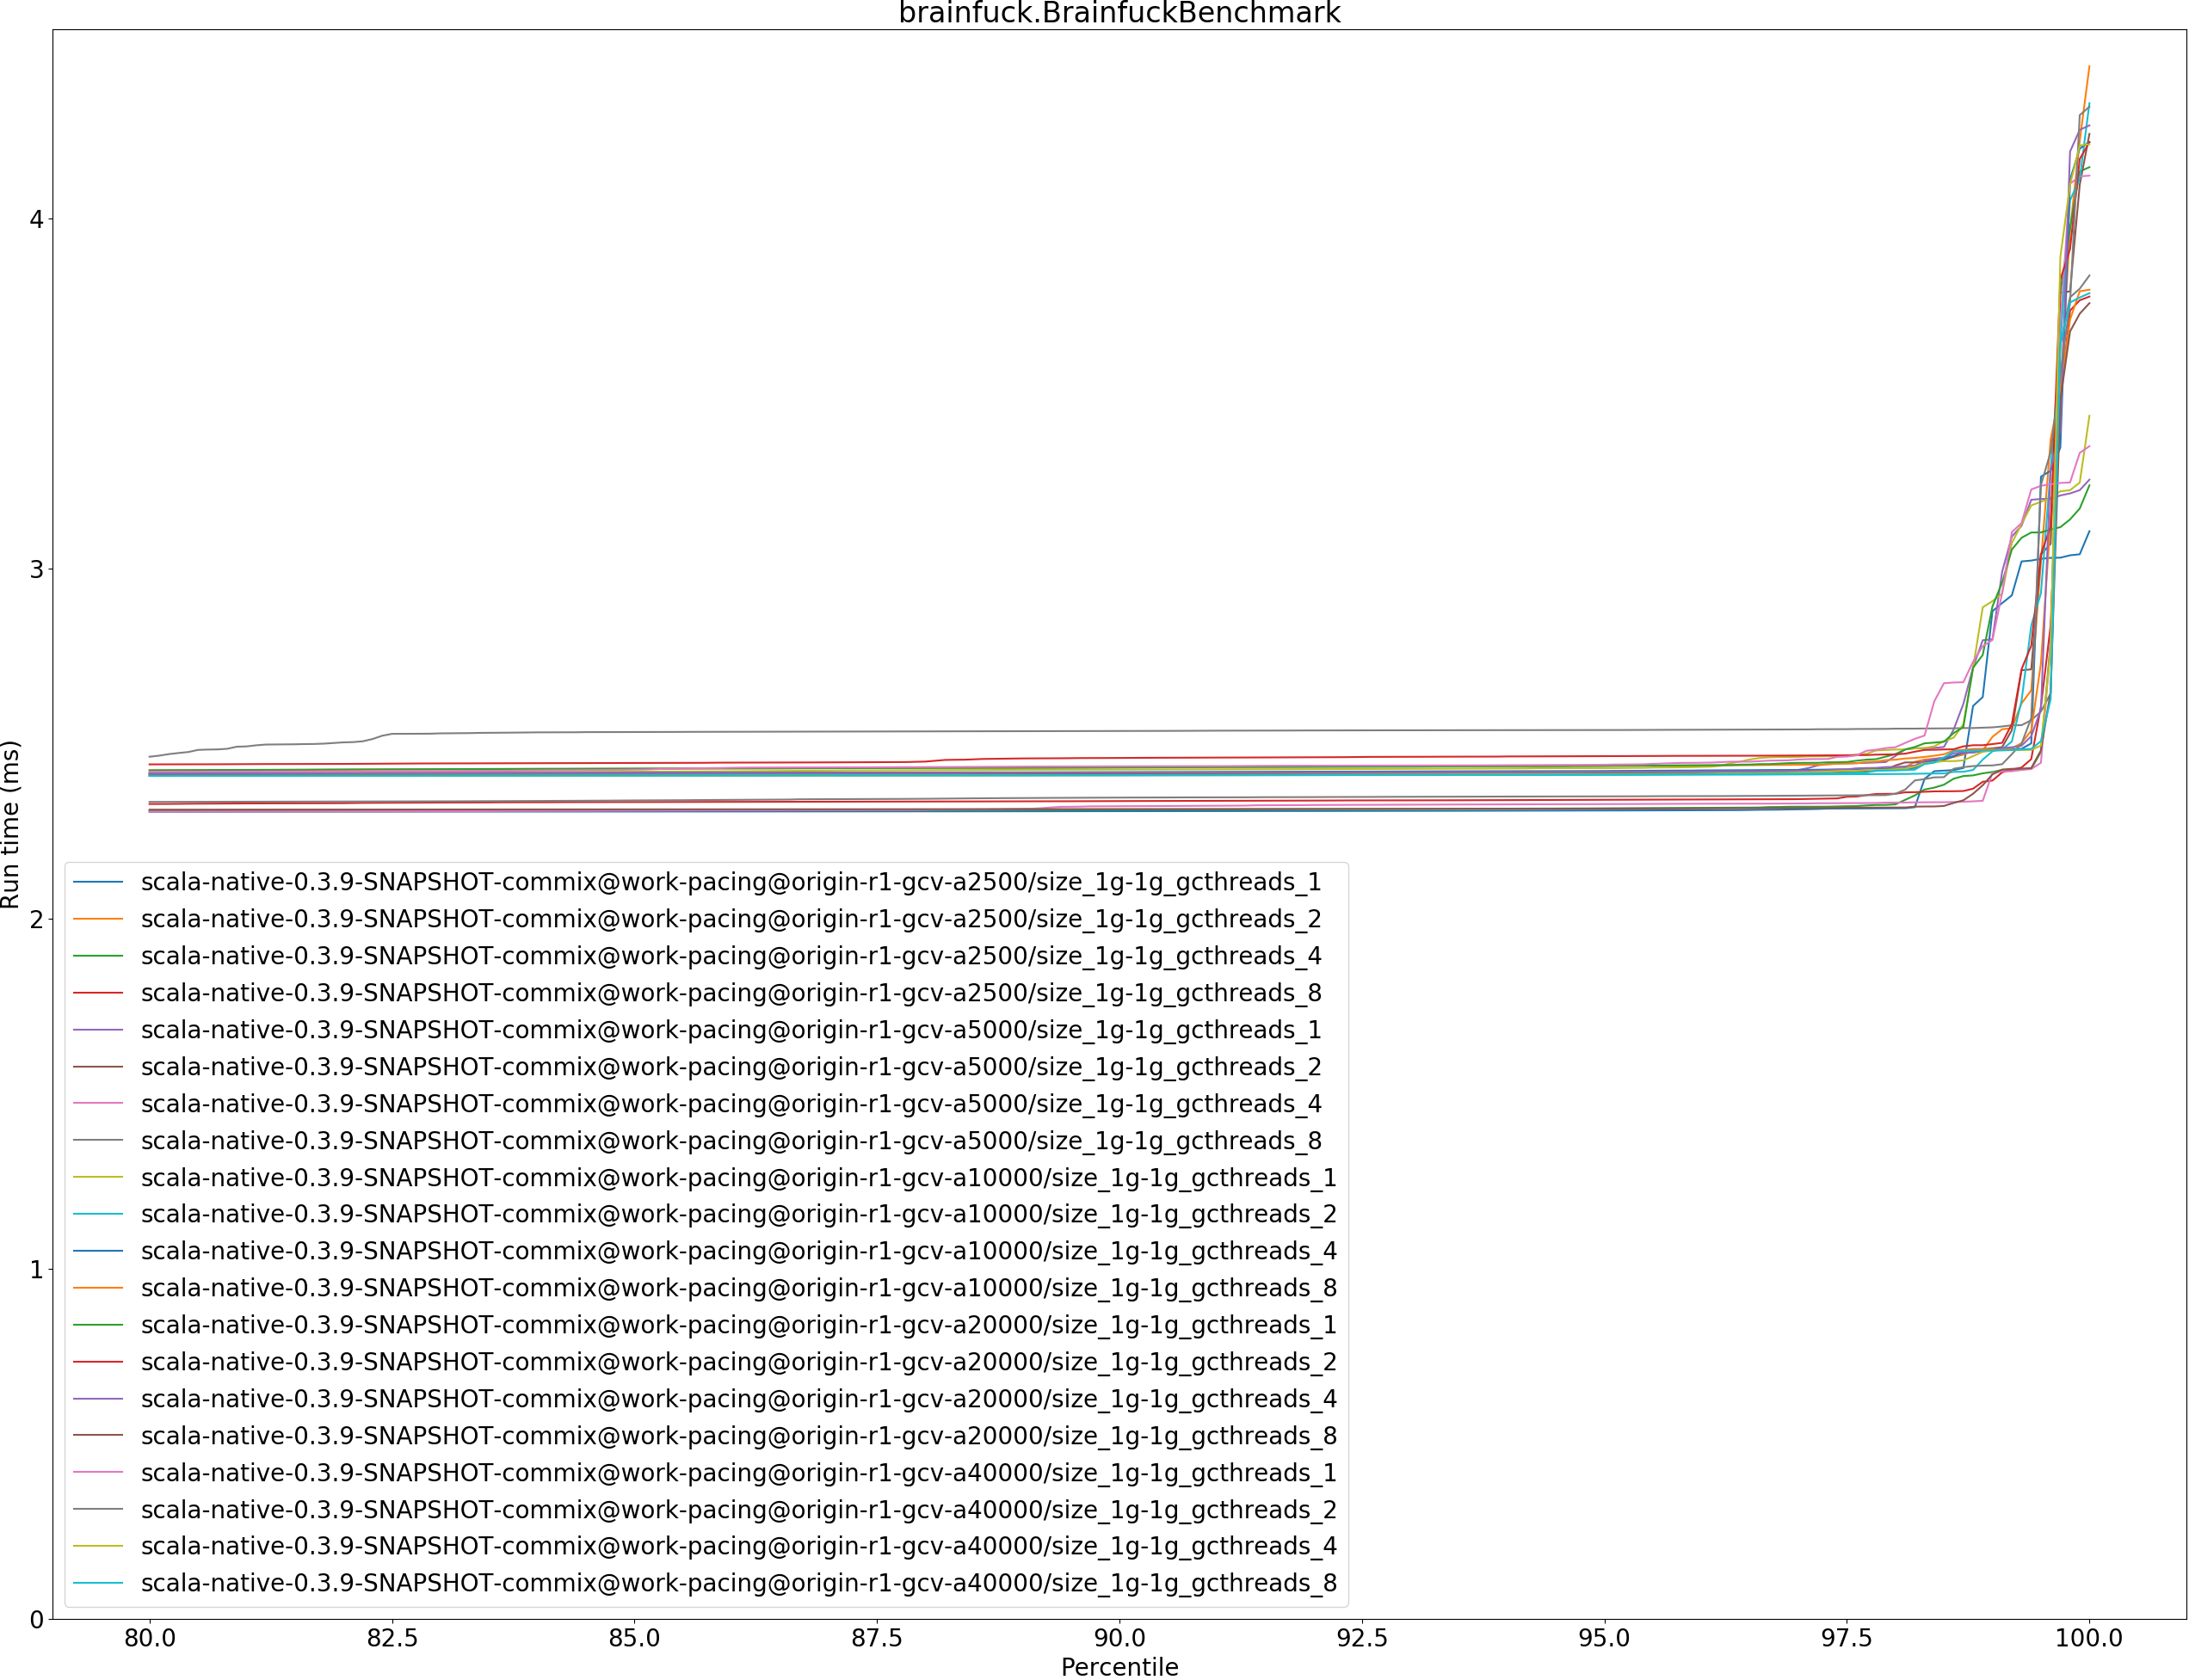 brainfuck.BrainfuckBenchmark
4
3
2
1
0
Run time (ms)
scala-native-0.3.9-SNAPSHOT-commix@work-pacing@origin-r1-gcv-a2500/size_1g-1g_gcthreads_1
scala-native-0.3.9-SNAPSHOT-commix@work-pacing@origin-r1-gcv-a2500/size_1g-1g_gcthreads_2
scala-native-0.3.9-SNAPSHOT-commix@work-pacing@origin-r1-gcv-a2500/size_1g-1g_gcthreads_4
scala-native-0.3.9-SNAPSHOT-commix@work-pacing@origin-r1-gcv-a2500/size_1g-1g_gcthreads_8
scala-native-0.3.9-SNAPSHOT-commix@work-pacing@origin-r1-gcv-a5000/size_1g-1g_gcthreads_1
scala-native-0.3.9-SNAPSHOT-commix@work-pacing@origin-r1-gcv-a5000/size_1g-1g_gcthreads_2
scala-native-0.3.9-SNAPSHOT-commix@work-pacing@origin-r1-gcv-a5000/size_1g-1g_gcthreads_4
scala-native-0.3.9-SNAPSHOT-commix@work-pacing@origin-r1-gcv-a5000/size_1g-1g_gcthreads_8
scala-native-0.3.9-SNAPSHOT-commix@work-pacing@origin-r1-gcv-a10000/size_1g-1g_gcthreads_1
scala-native-0.3.9-SNAPSHOT-commix@work-pacing@origin-r1-gcv-a10000/size_1g-1g_gcthreads_2
scala-native-0.3.9-SNAPSHOT-commix@work-pacing@origin-r1-gcv-a10000/size_1g-1g_gcthreads_4
scala-native-0.3.9-SNAPSHOT-commix@work-pacing@origin-r1-gcv-a10000/size_1g-1g_gcthreads_8
scala-native-0.3.9-SNAPSHOT-commix@work-pacing@origin-r1-gcv-a20000/size_1g-1g_gcthreads_1
scala-native-0.3.9-SNAPSHOT-commix@work-pacing@origin-r1-gcv-a20000/size_1g-1g_gcthreads_2
scala-native-0.3.9-SNAPSHOT-commix@work-pacing@origin-r1-gcv-a20000/size_1g-1g_gcthreads_4
scala-native-0.3.9-SNAPSHOT-commix@work-pacing@origin-r1-gcv-a20000/size_1g-1g_gcthreads_8
scala-native-0.3.9-SNAPSHOT-commix@work-pacing@origin-r1-gcv-a40000/size_1g-1g_gcthreads_1
scala-native-0.3.9-SNAPSHOT-commix@work-pacing@origin-r1-gcv-a40000/size_1g-1g_gcthreads_2
scala-native-0.3.9-SNAPSHOT-commix@work-pacing@origin-r1-gcv-a40000/size_1g-1g_gcthreads_4
scala-native-0.3.9-SNAPSHOT-commix@work-pacing@origin-r1-gcv-a40000/size_1g-1g_gcthreads_8
80.0 82.5 85.0 87.5 90.0 92.5 95.0 97.5 100.0
Percentile